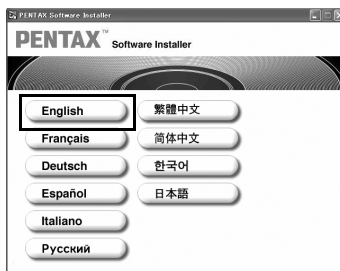 PENTAX Software Installer
PENTAX™ Software Installer
English
繁體中文
Français
简体中文
Deutsch
한국어
Español
日本語
Italiano
Русский